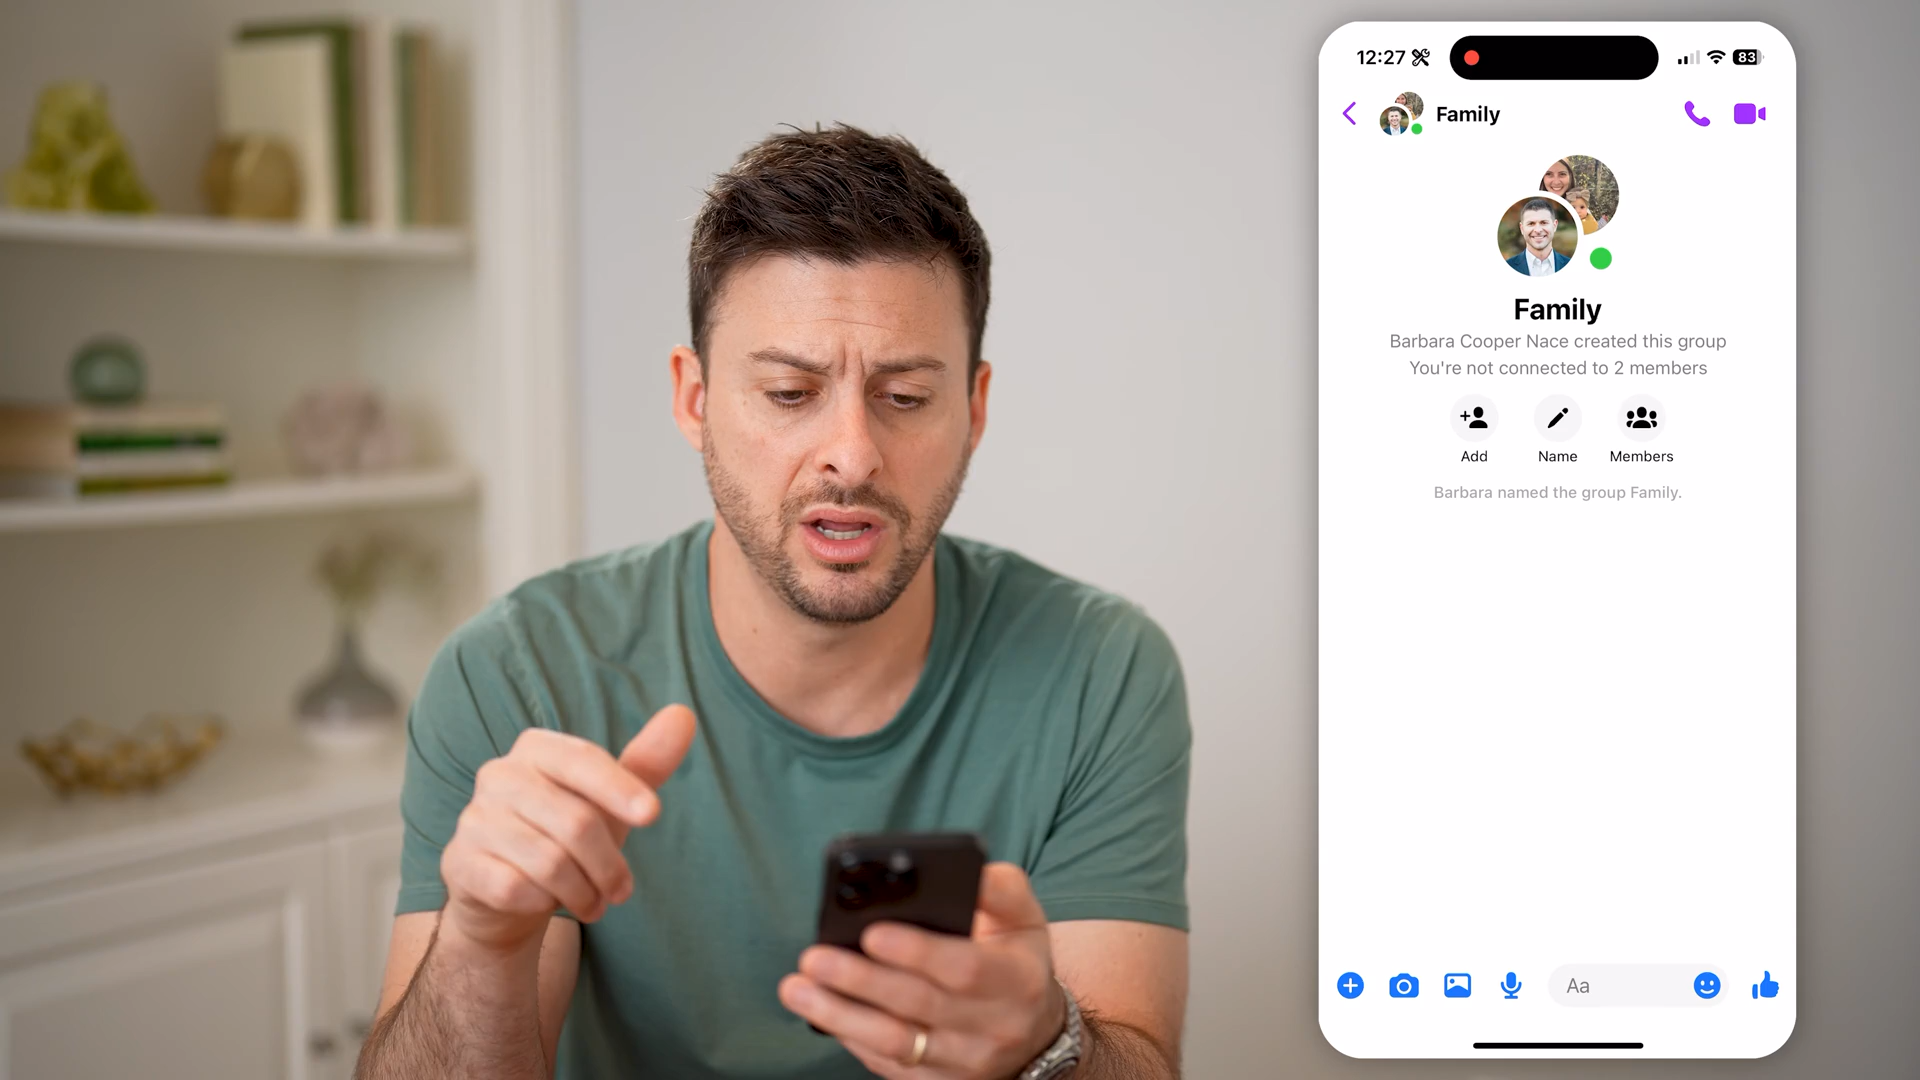 12:27
83
Family
Family
Barbara Cooper Nace created this group
You're not connected to 2 members
Add
Name
Members
Barbara named the group Family.
Aa